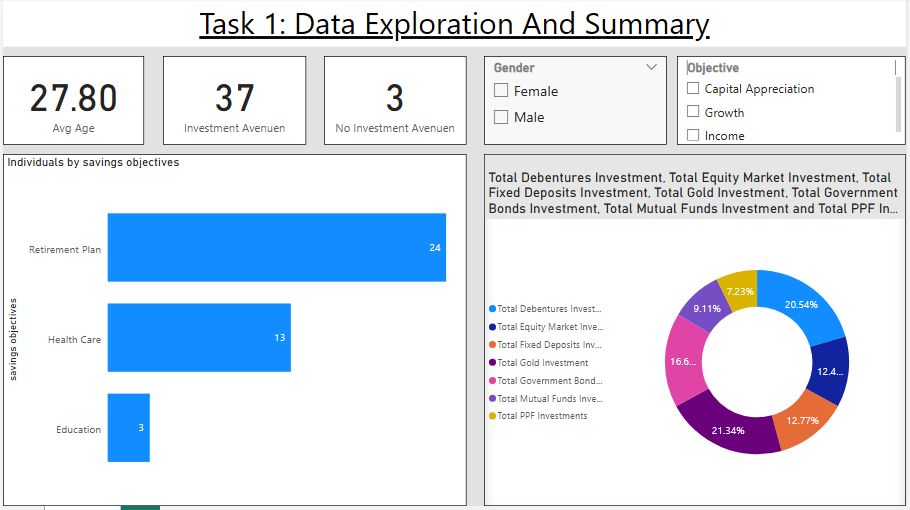 Task 1: Data Exploration And Summary
27.80
Avg Age
37
Investment Avenuen
3
No Investment Avenuen
Gender
Female
Male
Objective
Capital Appreciation
Growth
Income
Individuals by savings objectives
savings objectives
Retirement Plan
24
Health Care
13
Education
3
Total Debentures Investment, Total Equity Market Investment, Total
Fixed Deposits Investment, Total Gold Investment, Total Government
Bonds Investment, Total Mutual Funds Investment and Total PPF In...
Total Debentures Invest...
Total Equity Market Inve...
Total Fixed Deposits Inv...
Total Gold Investment
Total Government Bond...
Total Mutual Funds Inve...
Total PPF Investments
20.54%
12.4...
12.77%
21.34%
16.6...
9.11%
7.23%